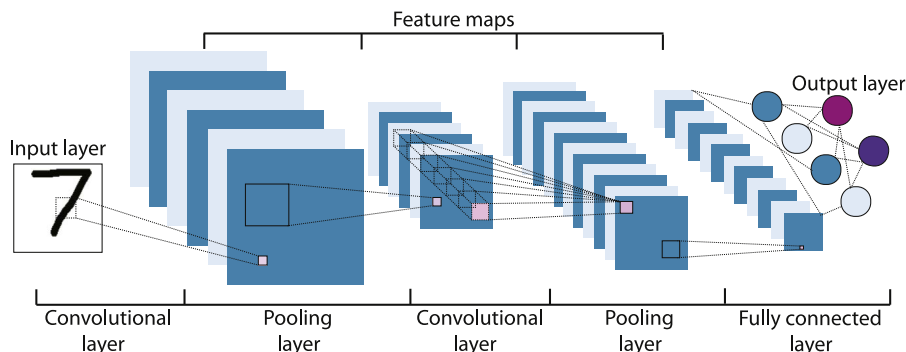 Feature maps
Output layer
Input layer
7
Convolutional
layer
Pooling
layer
Convolutional
layer
Pooling
layer
Fully connected
layer